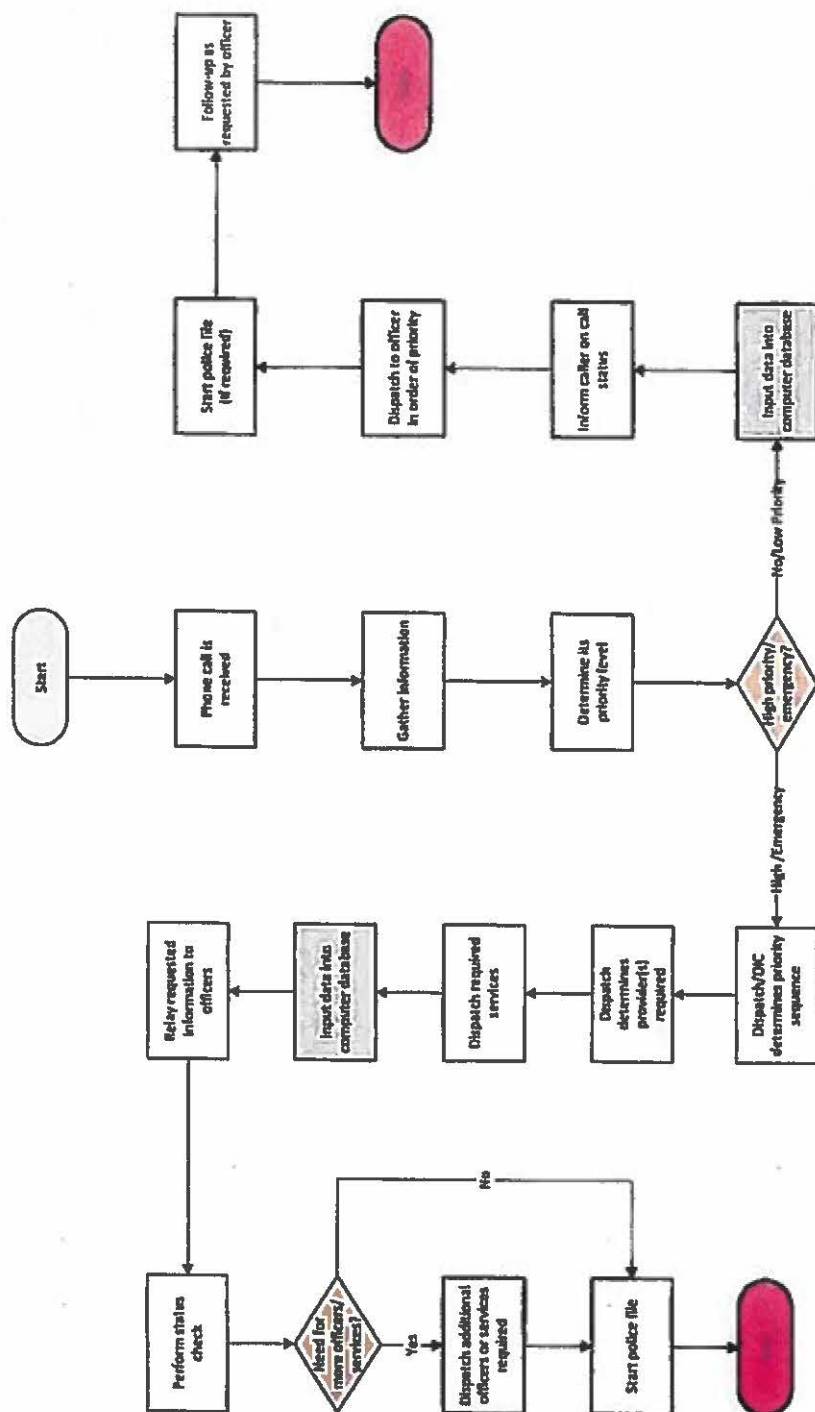 Start
Phone call is
received
Gather information
Determine its
priority level
High priority/
emergency?
High /Emergency
Dispatch/OIC
determines priority
sequence
Dispatch
determines
provider(s)
required
Dispatch required
services
Input data into
computer database
Relay requested
information to
officers
Perform status
check
Need for
more officers/
services?
Yes
No
Dispatch additional
officers or services
required
Start police file
No/Low Priority
Input data into
computer database
Inform caller on call
status
Dispatch to officer
in order of priority
Start police file
(if required)
Follow-up as
requested by officer